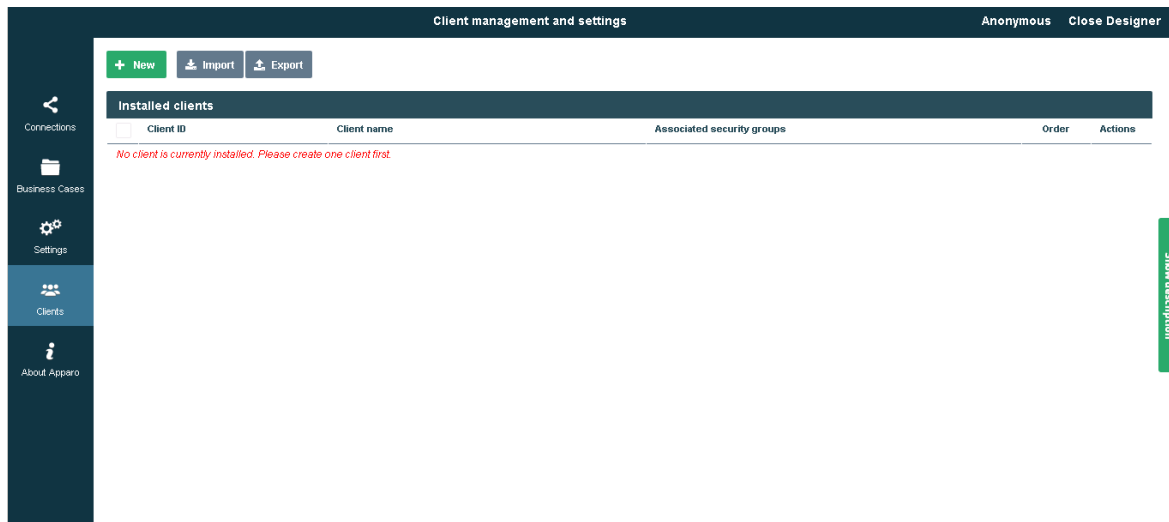 Client management and settings
Anonymous Close Designer
New Import Export
Installed clients
Client ID Client name Associated security groups Order Actions
No client is currently installed. Please create one client first.
Connections
Business Cases
Settings
Clients
About Apparo
Show description